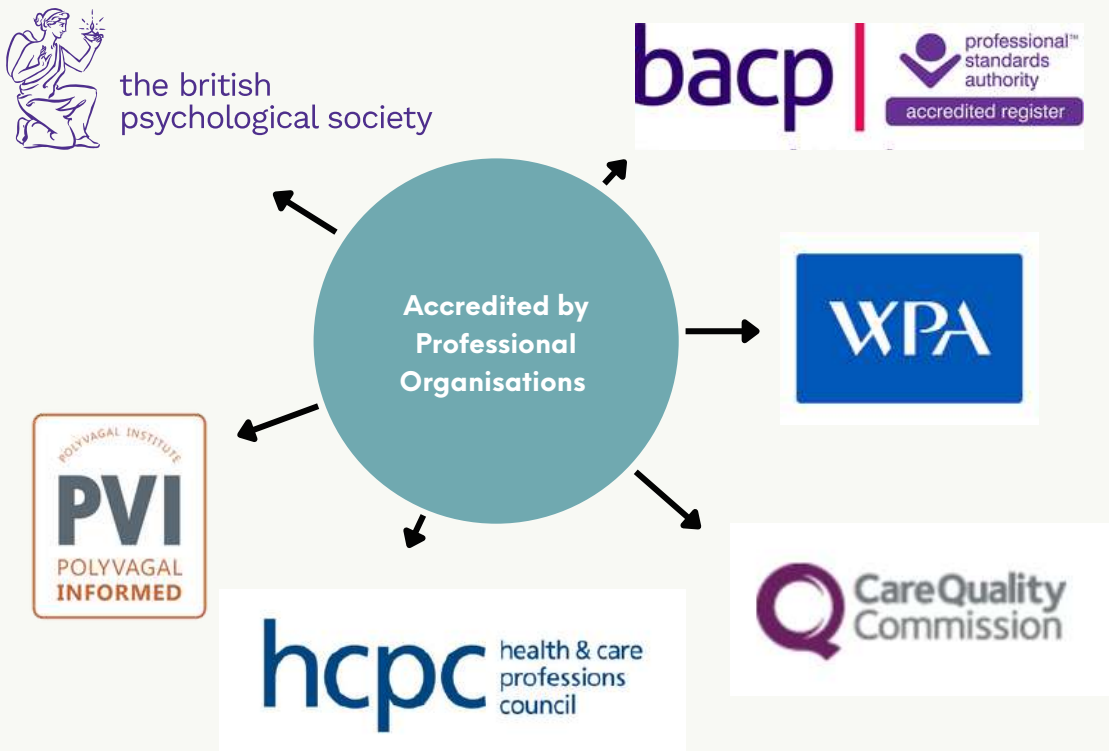 the british
psychological society
bacp
professional™
standards
authority
accredited register
Accredited by
Professional
Organisations
WPA
POLYVAGAL INSTITUTE
PVI
POLYVAGAL
INFORMED
CareQuality
Commission
hcpc
health & care
professions
council